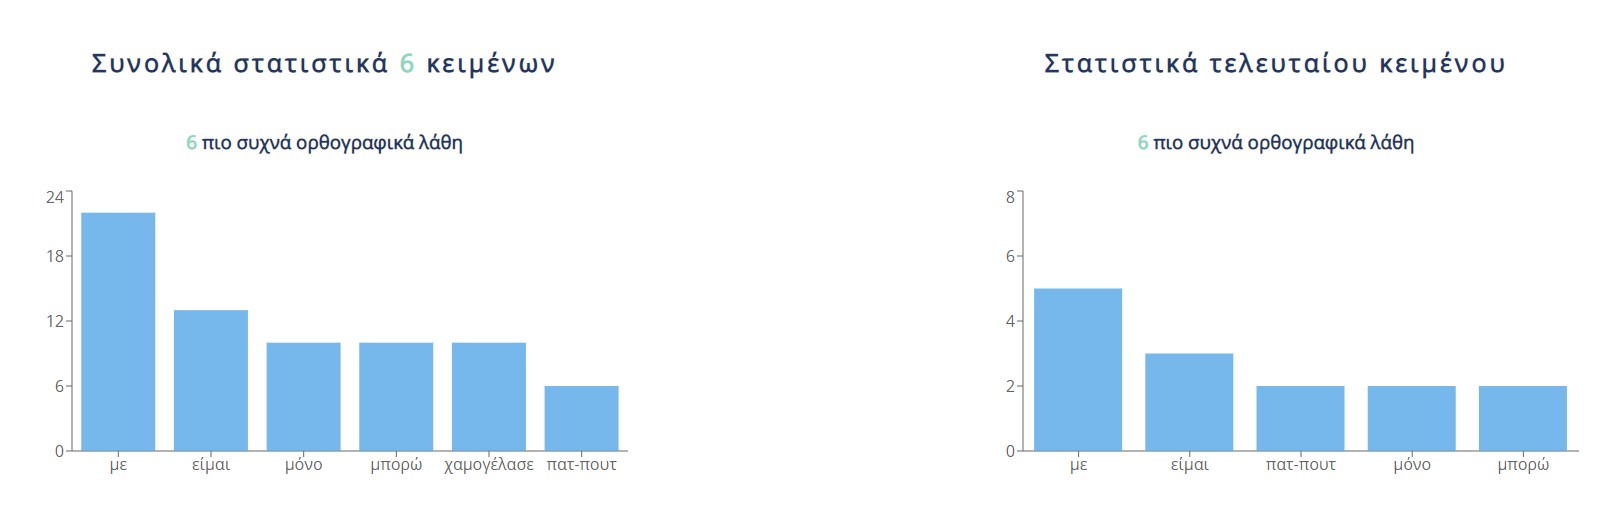 Συνολικά στατιστικά 6 κειμένων
6 πιο συχνά ορθογραφικά λάθη
24
18
12
6
0
με είμαι μόνο μπορώ χαμογέλασε πατ-πουτ
Στατιστικά τελευταίου κειμένου
6 πιο συχνά ορθογραφικά λάθη
8
6
4
2
0
με είμαι πατ-πουτ μόνο μπορώ